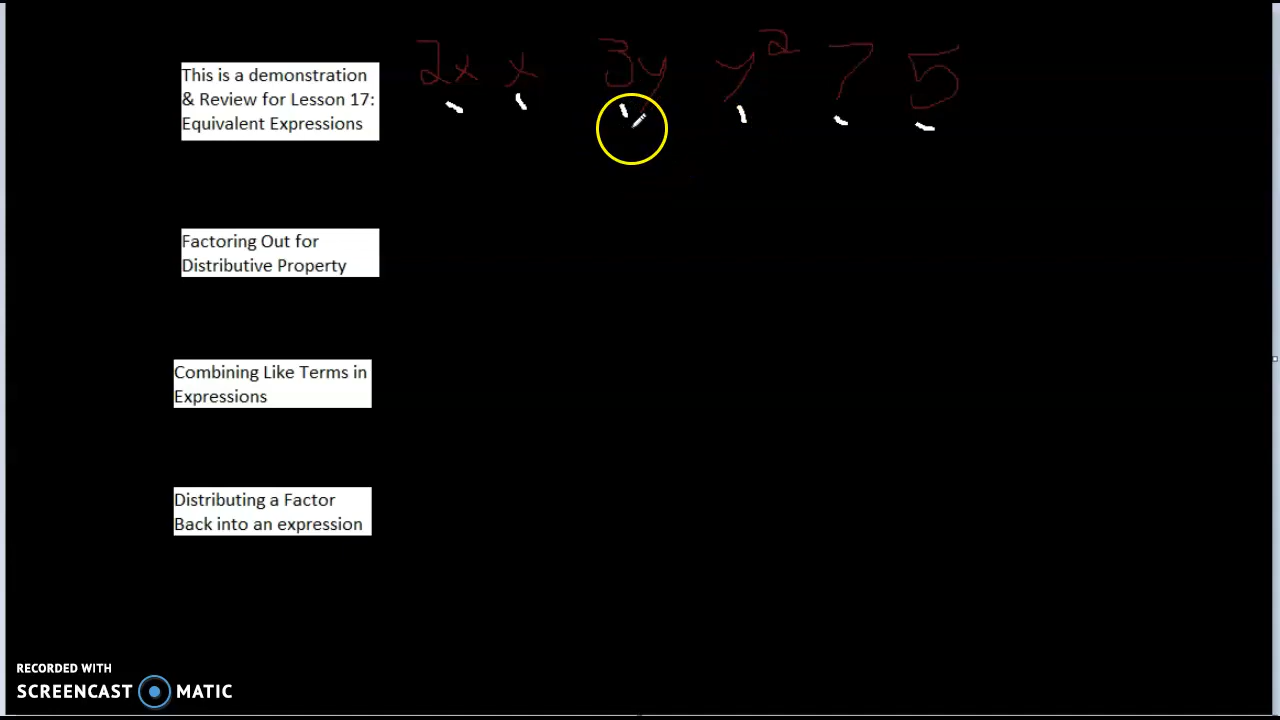 This is a demonstration
& Review for Lesson 17:
Equivalent Expressions
2x x 3y y² 7 5
Factoring Out for
Distributive Property
Combining Like Terms in
Expressions
Distributing a Factor
Back into an expression
RECORDED WITH
SCREENCAST MATIC